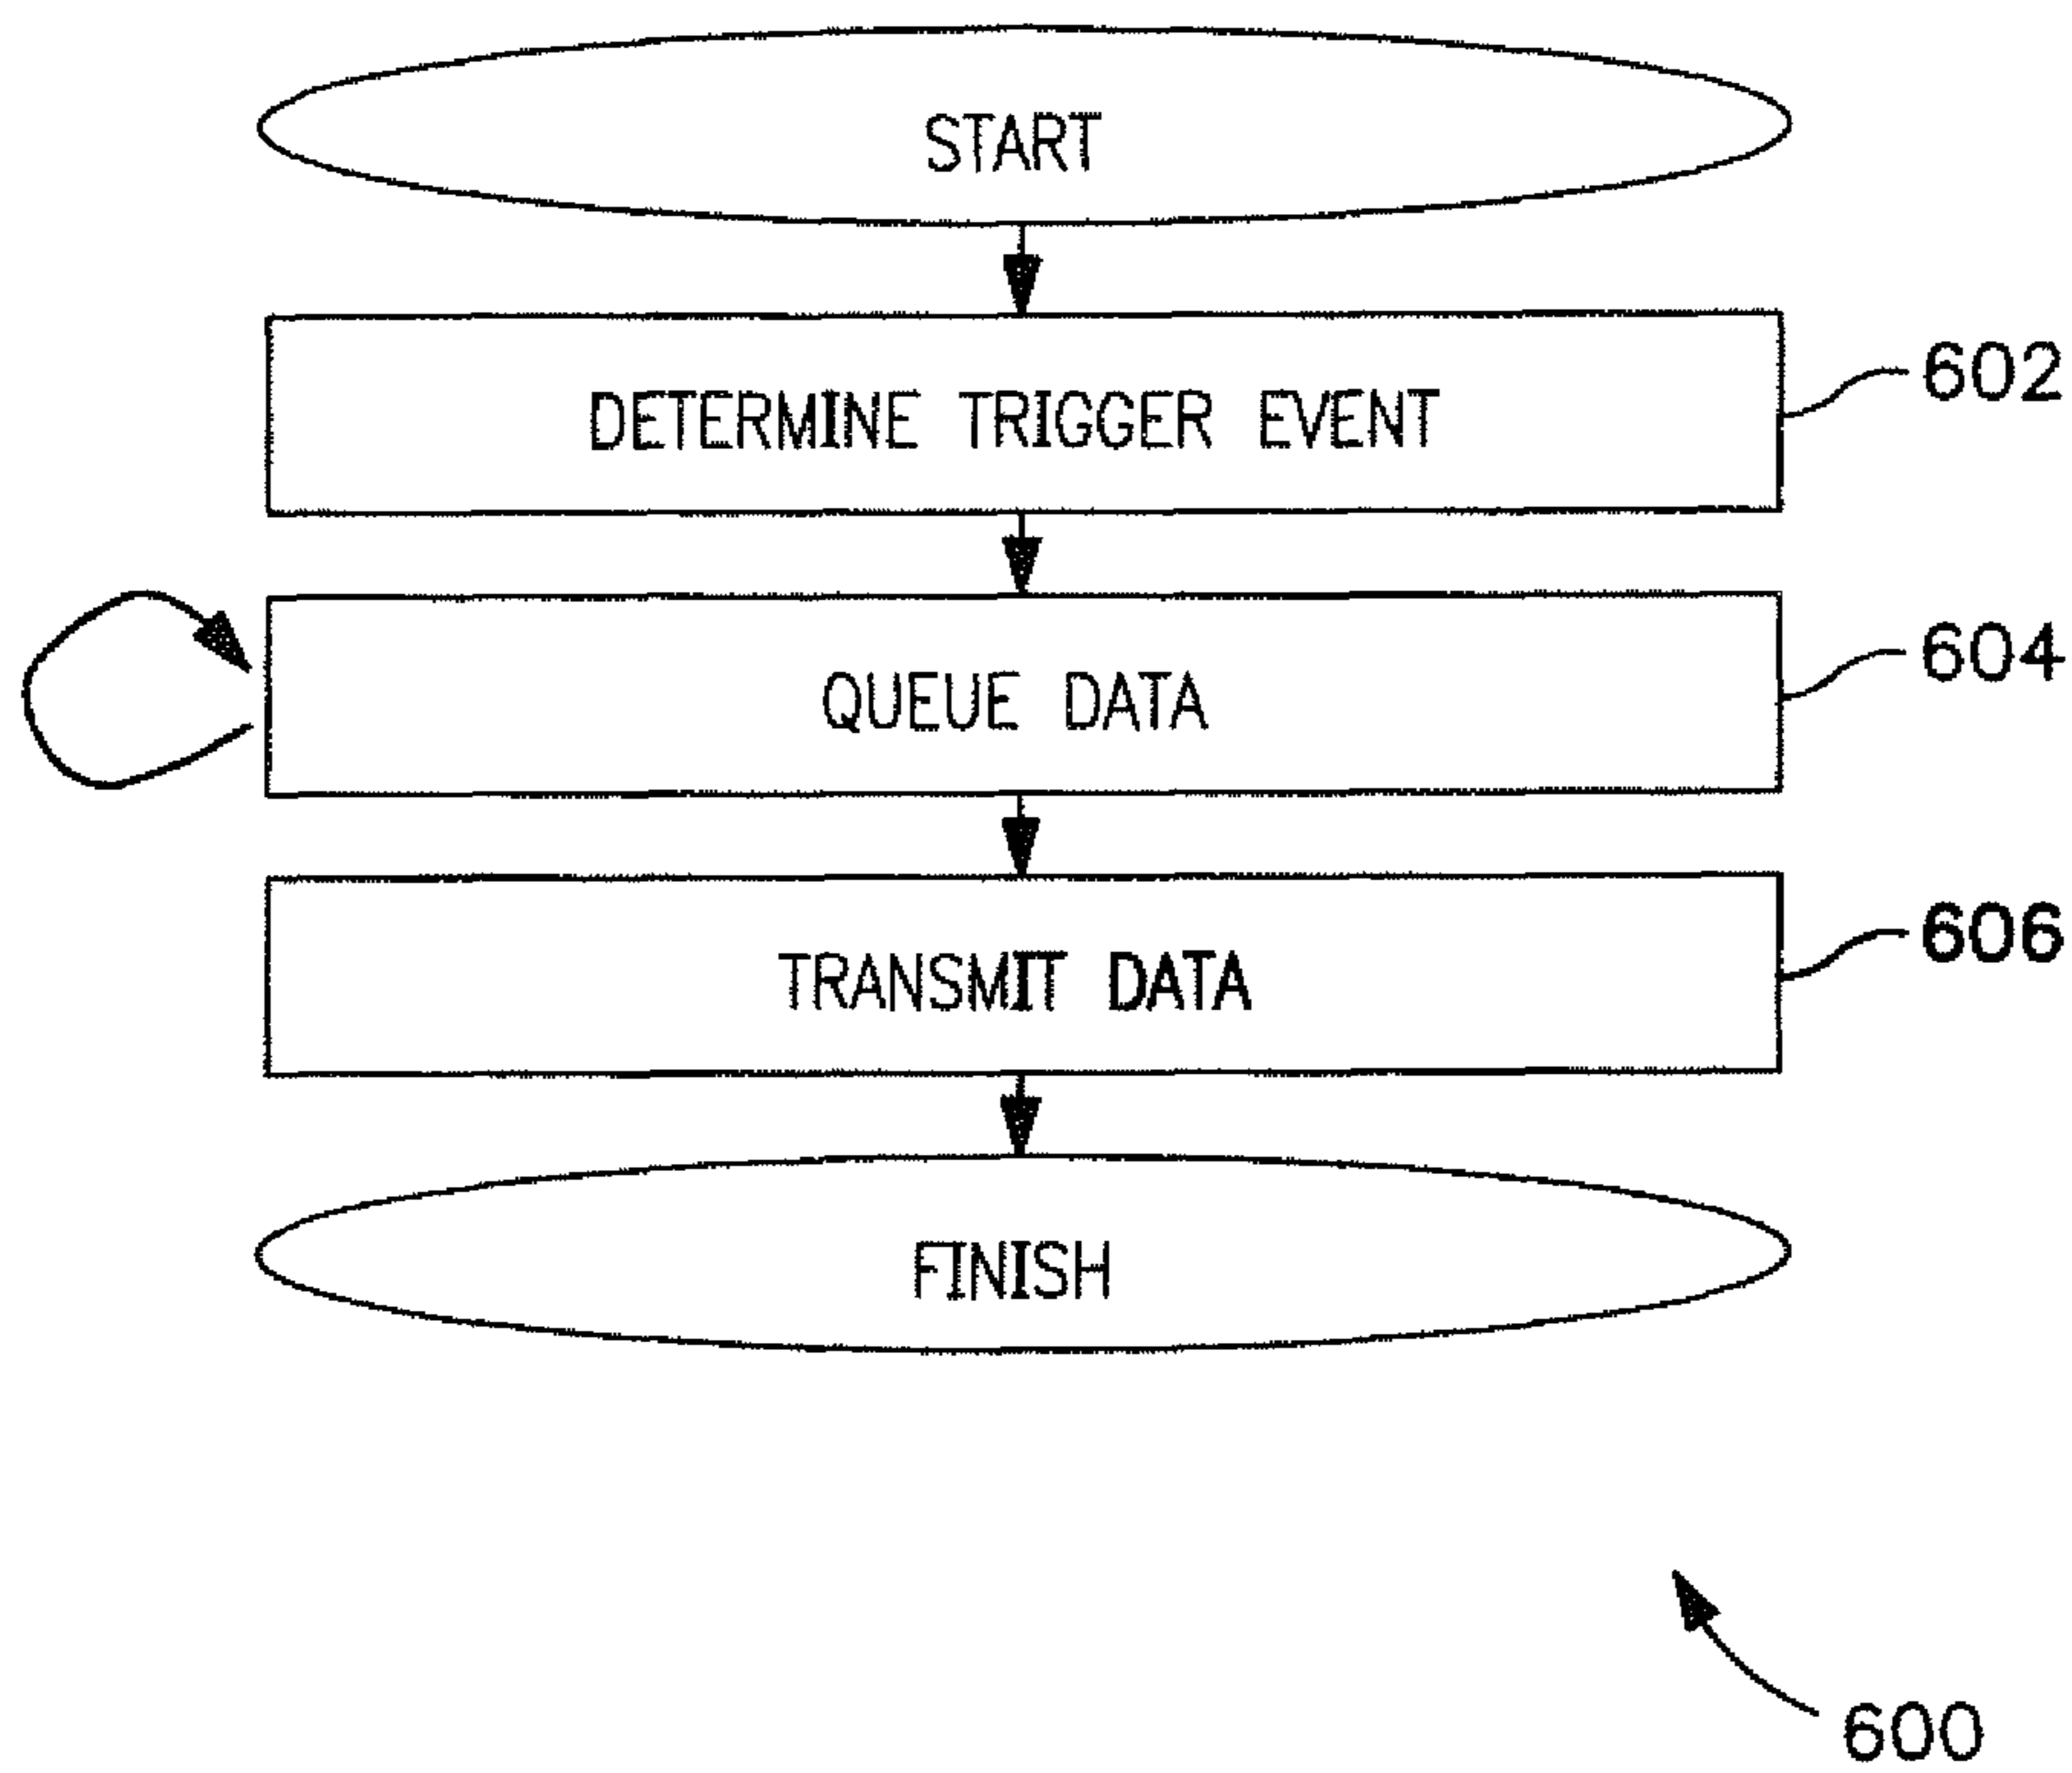 START
DETERMINE TRIGGER EVENT
602
QUEUE DATA
604
TRANSMIT DATA
606
FINISH
600